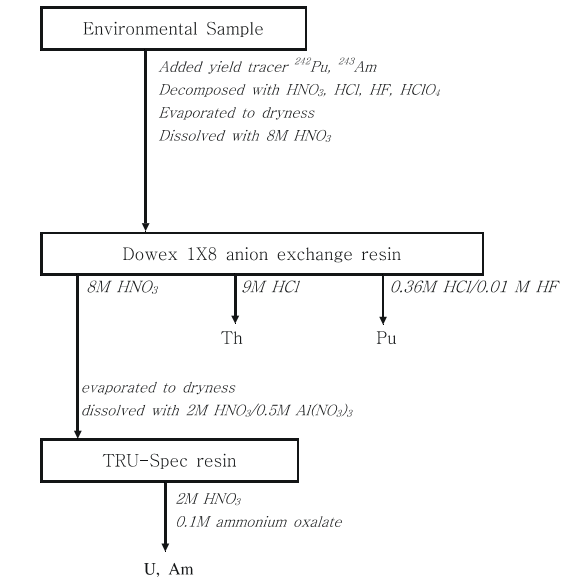 Environmental Sample
Added yield tracer ²⁴²Pu, ²⁴³Am
Decomposed with HNO₃, HCl, HF, HClO₄
Evaporated to dryness
Dissolved with 8M HNO₃
Dowex 1X8 anion exchange resin
8M HNO₃
9M HCl
0.36M HCl/0.01 M HF
Th
Pu
evaporated to dryness
dissolved with 2M HNO₃/0.5M Al(NO₃)₃
TRU-Spec resin
2M HNO₃
0.1M ammonium oxalate
U, Am